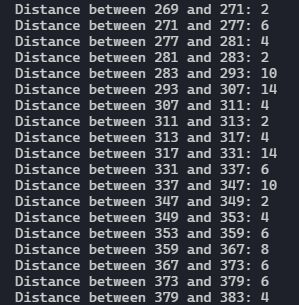 Distance between 269 and 271: 2
Distance between 271 and 277: 6
Distance between 277 and 281: 4
Distance between 281 and 283: 2
Distance between 283 and 293: 10
Distance between 293 and 307: 14
Distance between 307 and 311: 4
Distance between 311 and 313: 2
Distance between 313 and 317: 4
Distance between 317 and 331: 14
Distance between 331 and 337: 6
Distance between 337 and 347: 10
Distance between 347 and 349: 2
Distance between 349 and 353: 4
Distance between 353 and 359: 6
Distance between 359 and 367: 8
Distance between 367 and 373: 6
Distance between 373 and 379: 6
Distance between 379 and 383: 4